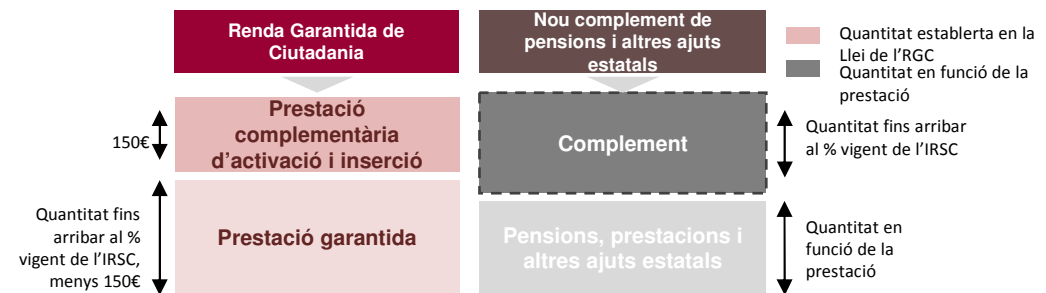 Renda Garantida de
Ciutadania
Nou complement de
pensions i altres ajuts
estatals
Quantitat establerta en la
Llei de l'RGC
Quantitat en funció de la
prestació
150€
Prestació
complementària
d'activació i inserció
Complement
Quantitat fins arribar
al % vigent de l'IRSC
Quantitat fins
arribar al %
vigent de l'IRSC,
menys 150€
Prestació garantida
Pensions, prestacions i
altres ajuts estatals
Quantitat en
funció de la
prestació